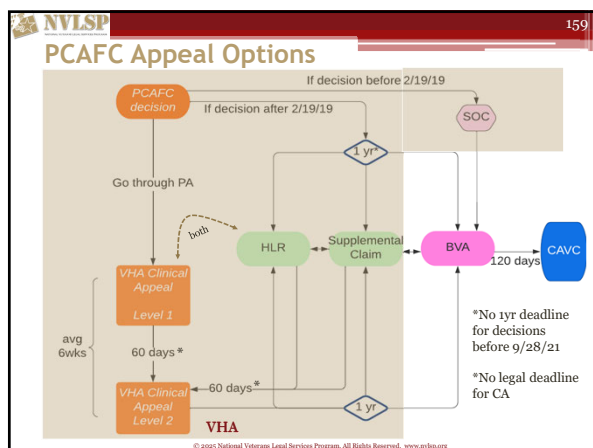 NVLSP
159
PCAFC Appeal Options
If decision before 2/19/19
PCAFC
decision
If decision after 2/19/19
SOC
1 yr*
Go through PA
both
HLR
Supplemental
Claim
BVA
120 days
CAVC
VHA Clinical
Appeal
Level 1
avg
6wks
60 days *
60 days *
*No 1yr deadline
for decisions
before 9/28/21
*No legal deadline
for CA
VHA Clinical
Appeal
Level 2
VHA
1 yr
© 2025 National Veterans Legal Services Program. All Rights Reserved. www.nvlsp.org